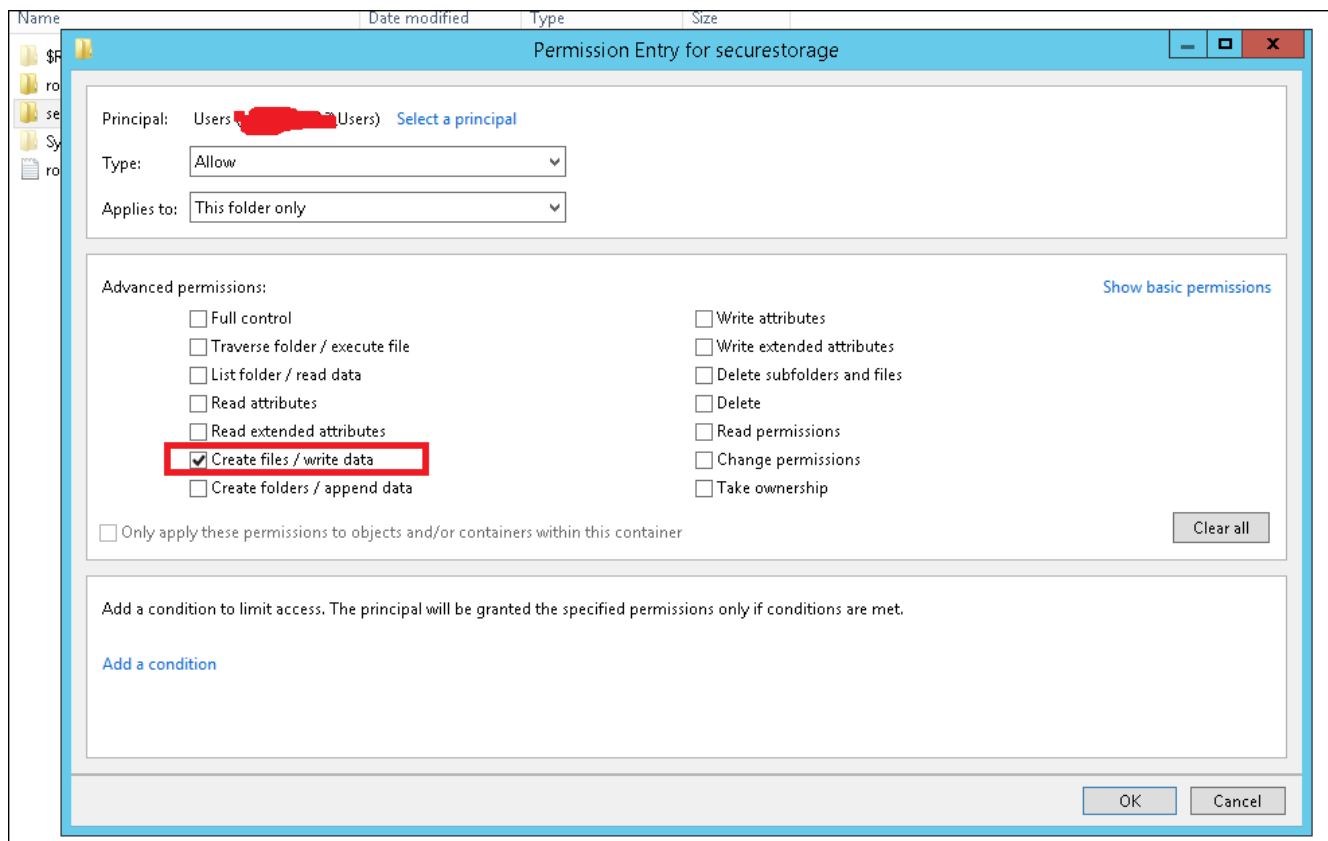 Name Date modified Type Size
Permission Entry for securestorage
$R
ro
se
Sy
ro
Principal: Users Users) Select a principal
Type: Allow
Applies to: This folder only
Advanced permissions: Show basic permissions
Full control Write attributes
Traverse folder / execute file Write extended attributes
List folder / read data Delete subfolders and files
Read attributes Delete
Read extended attributes Read permissions
Create files / write data Change permissions
Create folders / append data Take ownership
Only apply these permissions to objects and/or containers within this container
Clear all
Add a condition to limit access. The principal will be granted the specified permissions only if conditions are met.
Add a condition
OK Cancel